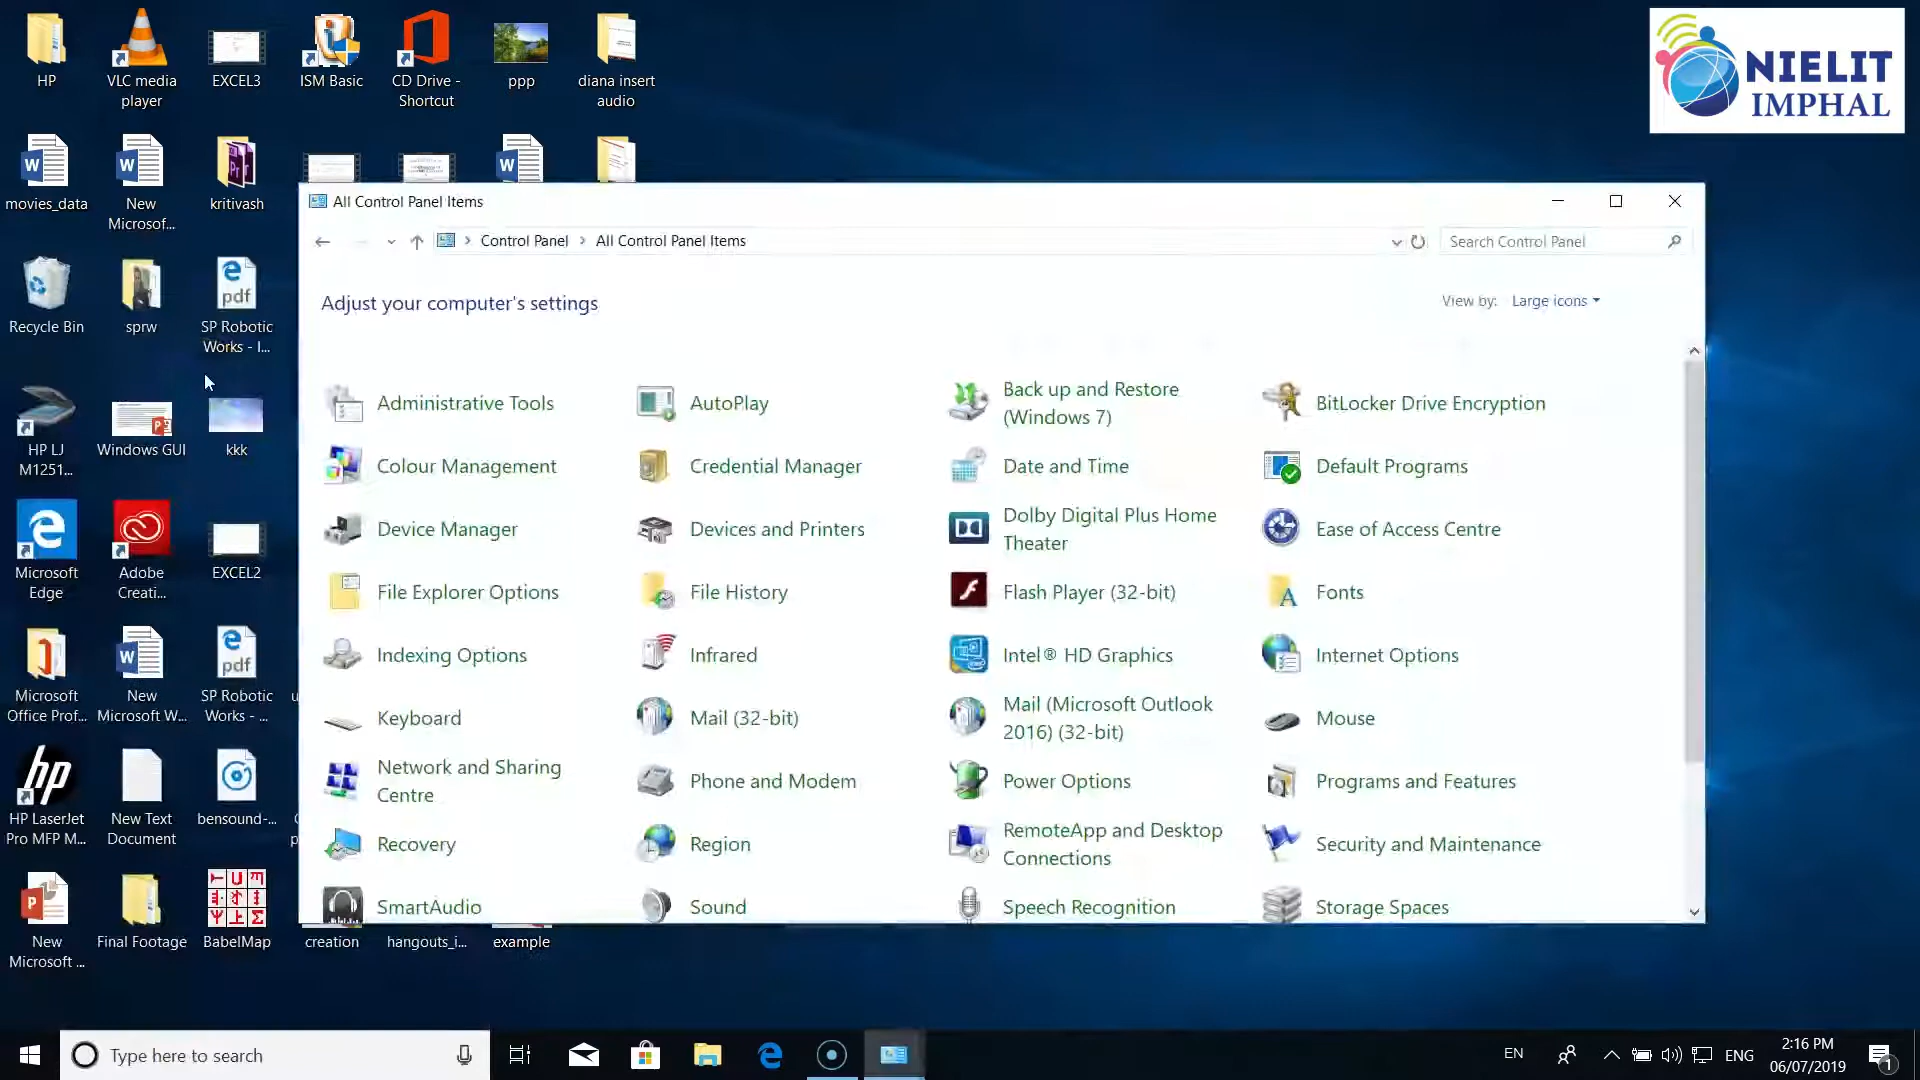 HP
VLC media
player
EXCEL3
ISM Basic
CD Drive -
Shortcut
ppp
diana insert
audio
NIELIT
IMPHAL
movies_data
New
Microsof...
kritivash
Recycle Bin
sprw
SP Robotic
Works - I...
HP LJ
M1251...
Windows GUI
kkk
Microsoft
Edge
Adobe
Creati...
EXCEL2
Microsoft
Office Prof...
New
Microsoft W...
SP Robotic
Works - ...
HP LaserJet
Pro MFP M...
New Text
Document
bensound-...
New
Microsoft ...
Final Footage
BabelMap
creation
hangouts_i...
example
All Control Panel Items
Control Panel > All Control Panel Items
Search Control Panel
Adjust your computer's settings
View by: Large icons
Administrative Tools
AutoPlay
Back up and Restore
(Windows 7)
BitLocker Drive Encryption
Colour Management
Credential Manager
Date and Time
Default Programs
Device Manager
Devices and Printers
Dolby Digital Plus Home
Theater
Ease of Access Centre
File Explorer Options
File History
Flash Player (32-bit)
Fonts
Indexing Options
Infrared
Intel® HD Graphics
Internet Options
Keyboard
Mail (32-bit)
Mail (Microsoft Outlook
2016) (32-bit)
Mouse
Network and Sharing
Centre
Phone and Modem
Power Options
Programs and Features
Recovery
Region
RemoteApp and Desktop
Connections
Security and Maintenance
SmartAudio
Sound
Speech Recognition
Storage Spaces
Type here to search
EN
ENG
2:16 PM
06/07/2019
1